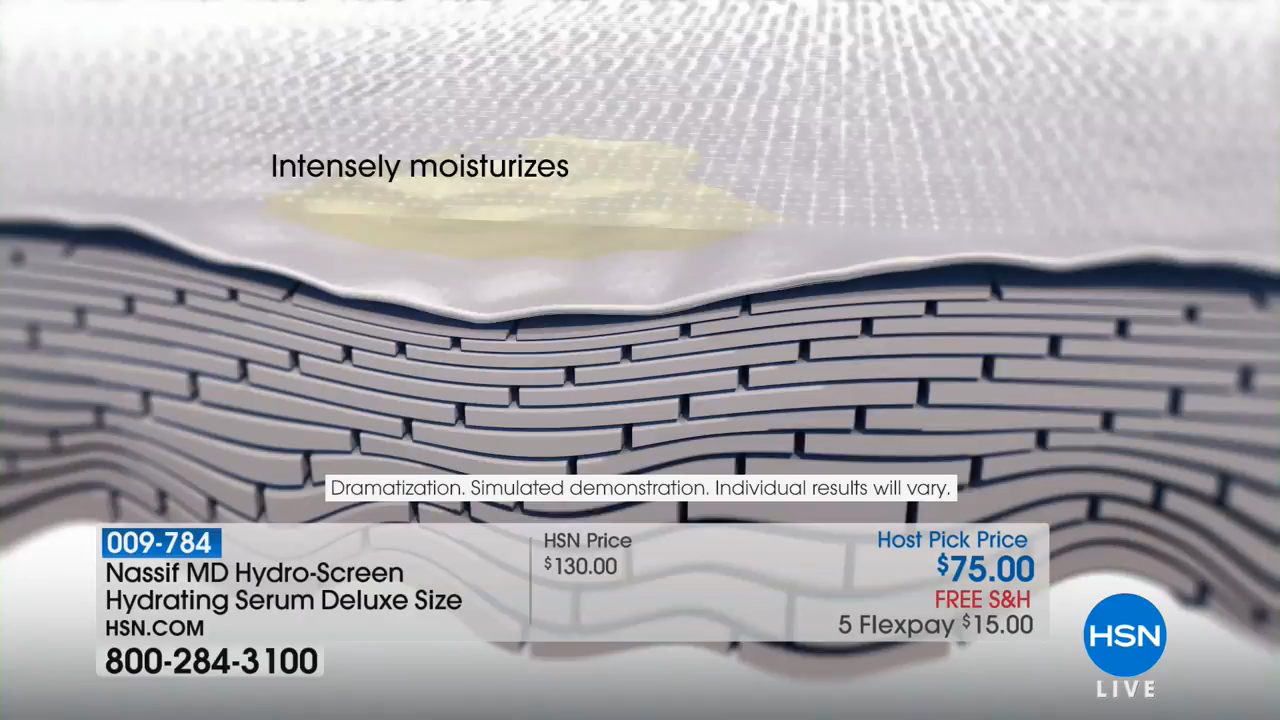 Intensely moisturizes
Dramatization. Simulated demonstration. Individual results will vary.
009-784
Nassif MD Hydro-Screen
Hydrating Serum Deluxe Size
HSN.COM
800-284-3100
HSN Price
$130.00
Host Pick Price
$75.00
FREE S&H
5 Flexpay $15.00
HSN
LIVE